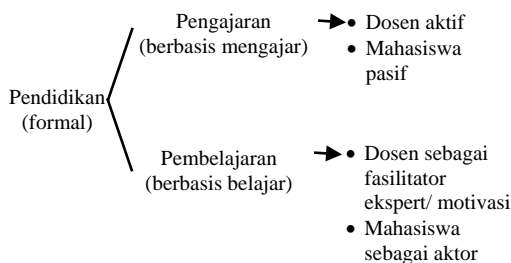 Pengajaran
(berbasis mengajar)
• Dosen aktif
• Mahasiswa
pasif
Pendidikan
(formal)
Pembelajaran
(berbasis belajar)
• Dosen sebagai
fasilitator
ekspert/ motivasi
• Mahasiswa
sebagai aktor